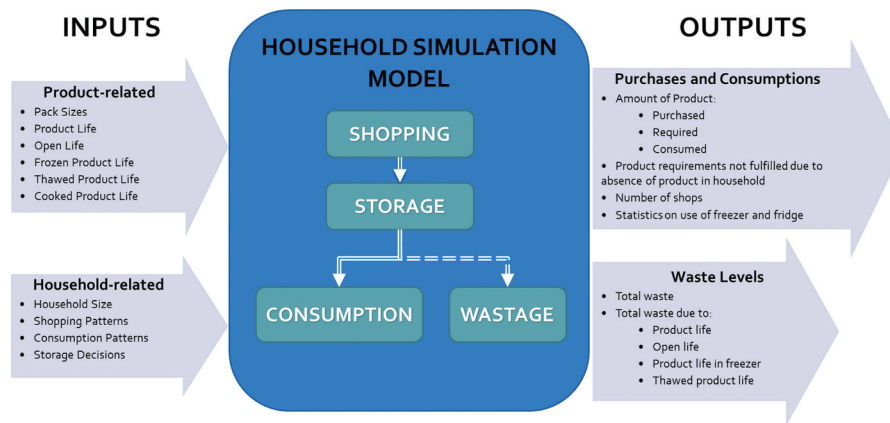 INPUTS
Product-related
• Pack Sizes
• Product Life
• Open Life
• Frozen Product Life
• Thawed Product Life
• Cooked Product Life
Household-related
• Household Size
• Shopping Patterns
• Consumption Patterns
• Storage Decisions
HOUSEHOLD SIMULATION
MODEL
SHOPPING
STORAGE
CONSUMPTION
WASTAGE
OUTPUTS
Purchases and Consumptions
• Amount of Product:
• Purchased
• Required
• Consumed
• Product requirements not fulfilled due to
absence of product in household
• Number of shops
• Statistics on use of freezer and fridge
Waste Levels
• Total waste
• Total waste due to:
• Product life
• Open life
• Product life in freezer
• Thawed product life